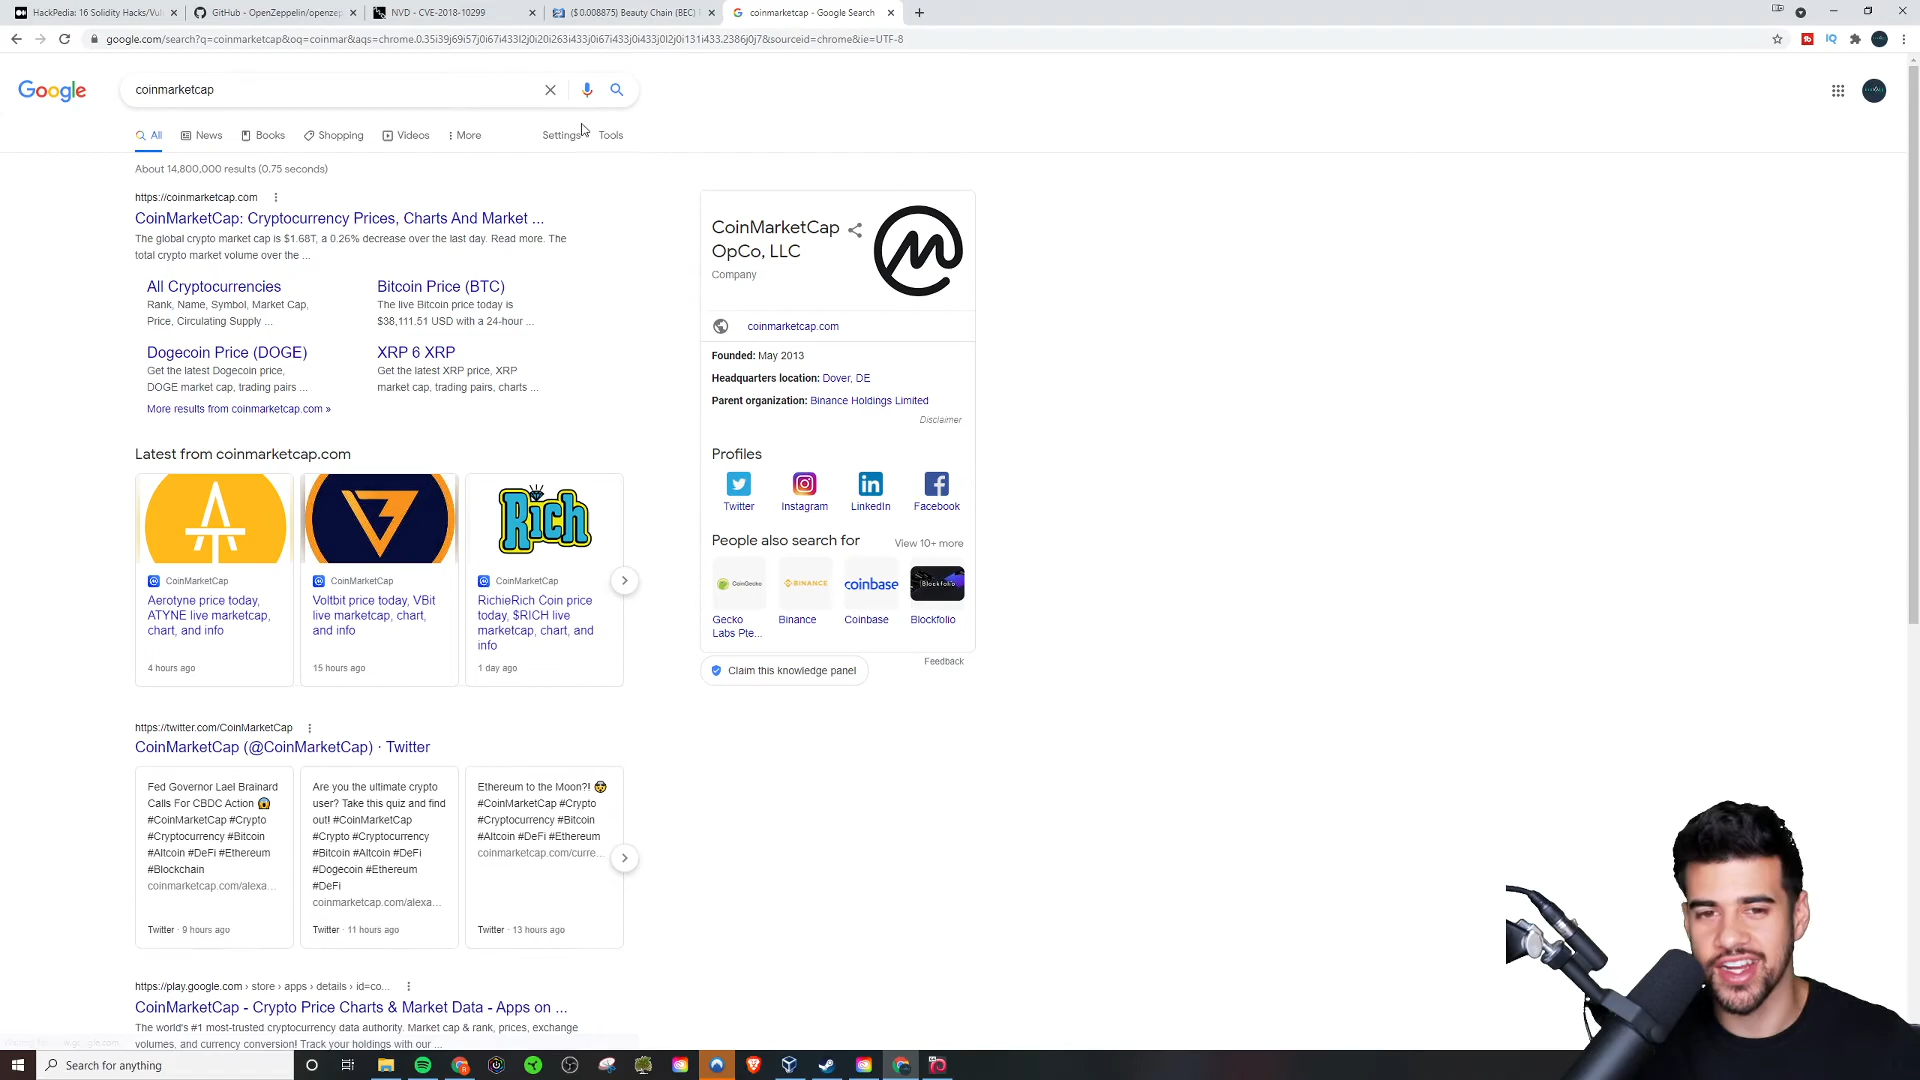 HackPedia: 16 Solidity Hacks/Vul
GitHub - OpenZeppelin/openzep
NVD - CVE-2018-10299
($0.008875) Beauty Chain (BEC)
coinmarketcap - Google Search
google.com/search?q=coinmarketcap&oq=coinmar&aqs=chrome.0.35i39j69i57j0i67i433l2j0i20i263i433j0i67i433j0i433j0l2j0i131i433.2386j0j7&sourceid=chrome&ie=UTF-8
Google
coinmarketcap
All
News
Books
Shopping
Videos
More
Settings
Tools
About 14,800,000 results (0.75 seconds)
https://coinmarketcap.com
CoinMarketCap: Cryptocurrency Prices, Charts And Market ...
The global crypto market cap is $1.68T, a 0.26% decrease over the last day. Read more. The
total crypto market volume over the ...
All Cryptocurrencies
Rank, Name, Symbol, Market Cap,
Price, Circulating Supply ...
Bitcoin Price (BTC)
The live Bitcoin price today is
$38,111.51 USD with a 24-hour ...
Dogecoin Price (DOGE)
Get the latest Dogecoin price,
DOGE market cap, trading pairs ...
XRP 6 XRP
Get the latest XRP price, XRP
market cap, trading pairs, charts ...
More results from coinmarketcap.com »
Latest from coinmarketcap.com
CoinMarketCap
Aerotyne price today,
ATYNE live marketcap,
chart, and info
4 hours ago
CoinMarketCap
Voltbit price today, VBit
live marketcap, chart,
and info
15 hours ago
Rich
CoinMarketCap
RichieRich Coin price
today, $RICH live
marketcap, chart, and
info
1 day ago
https://twitter.com/CoinMarketCap
CoinMarketCap (@CoinMarketCap) · Twitter
Fed Governor Lael Brainard
Calls For CBDC Action 😱
#CoinMarketCap #Crypto
#Cryptocurrency #Bitcoin
#Altcoin #DeFi #Ethereum
#Blockchain
coinmarketcap.com/alexa...
Twitter · 9 hours ago
Are you the ultimate crypto
user? Take this quiz and find
out! #CoinMarketCap
#Crypto #Cryptocurrency
#Bitcoin #Altcoin #DeFi
#Dogecoin #Ethereum
#DeFi
coinmarketcap.com/alexa...
Twitter · 11 hours ago
Ethereum to the Moon?! 🤯
#CoinMarketCap #Crypto
#Cryptocurrency #Bitcoin
#Altcoin #DeFi #Ethereum
coinmarketcap.com/curre...
Twitter · 13 hours ago
https://play.google.com › store › apps › details › id=co...
CoinMarketCap - Crypto Price Charts & Market Data - Apps on ...
The world's #1 most-trusted cryptocurrency data authority. Market cap & rank, prices, exchange
volumes, and currency conversion! Track your holdings with our ...
CoinMarketCap
OpCo, LLC
Company
coinmarketcap.com
Founded: May 2013
Headquarters location: Dover, DE
Parent organization: Binance Holdings Limited
Disclaimer
Profiles
Twitter
Instagram
LinkedIn
Facebook
People also search for
View 10+ more
CoinGecko
BINANCE
coinbase
Blockfolio
Gecko
Labs Pte...
Binance
Coinbase
Blockfolio
Feedback
Claim this knowledge panel
Search for anything